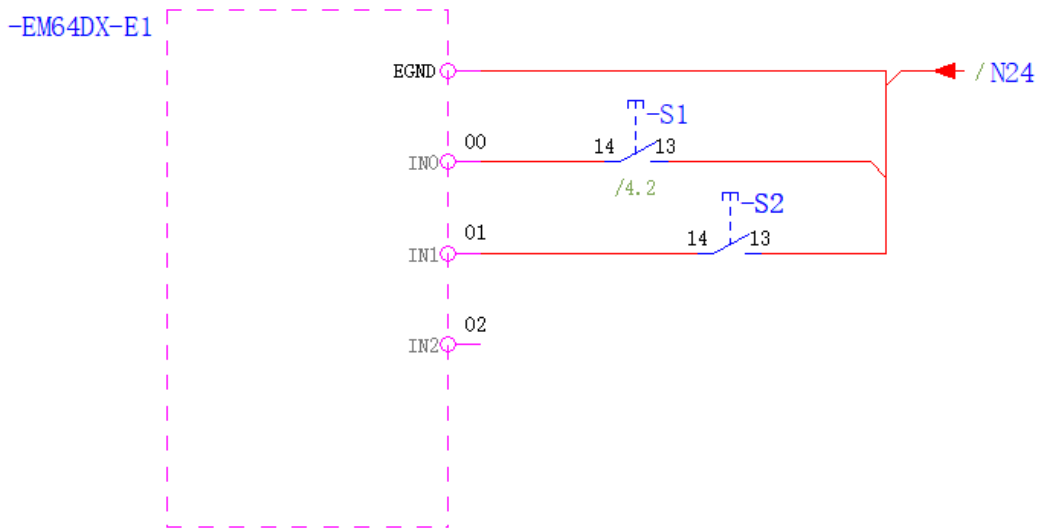 -EM64DX-E1
EGND
/ N24
-S1
00
14 13
IN0
/4.2
-S2
01
14 13
IN1
02
IN2